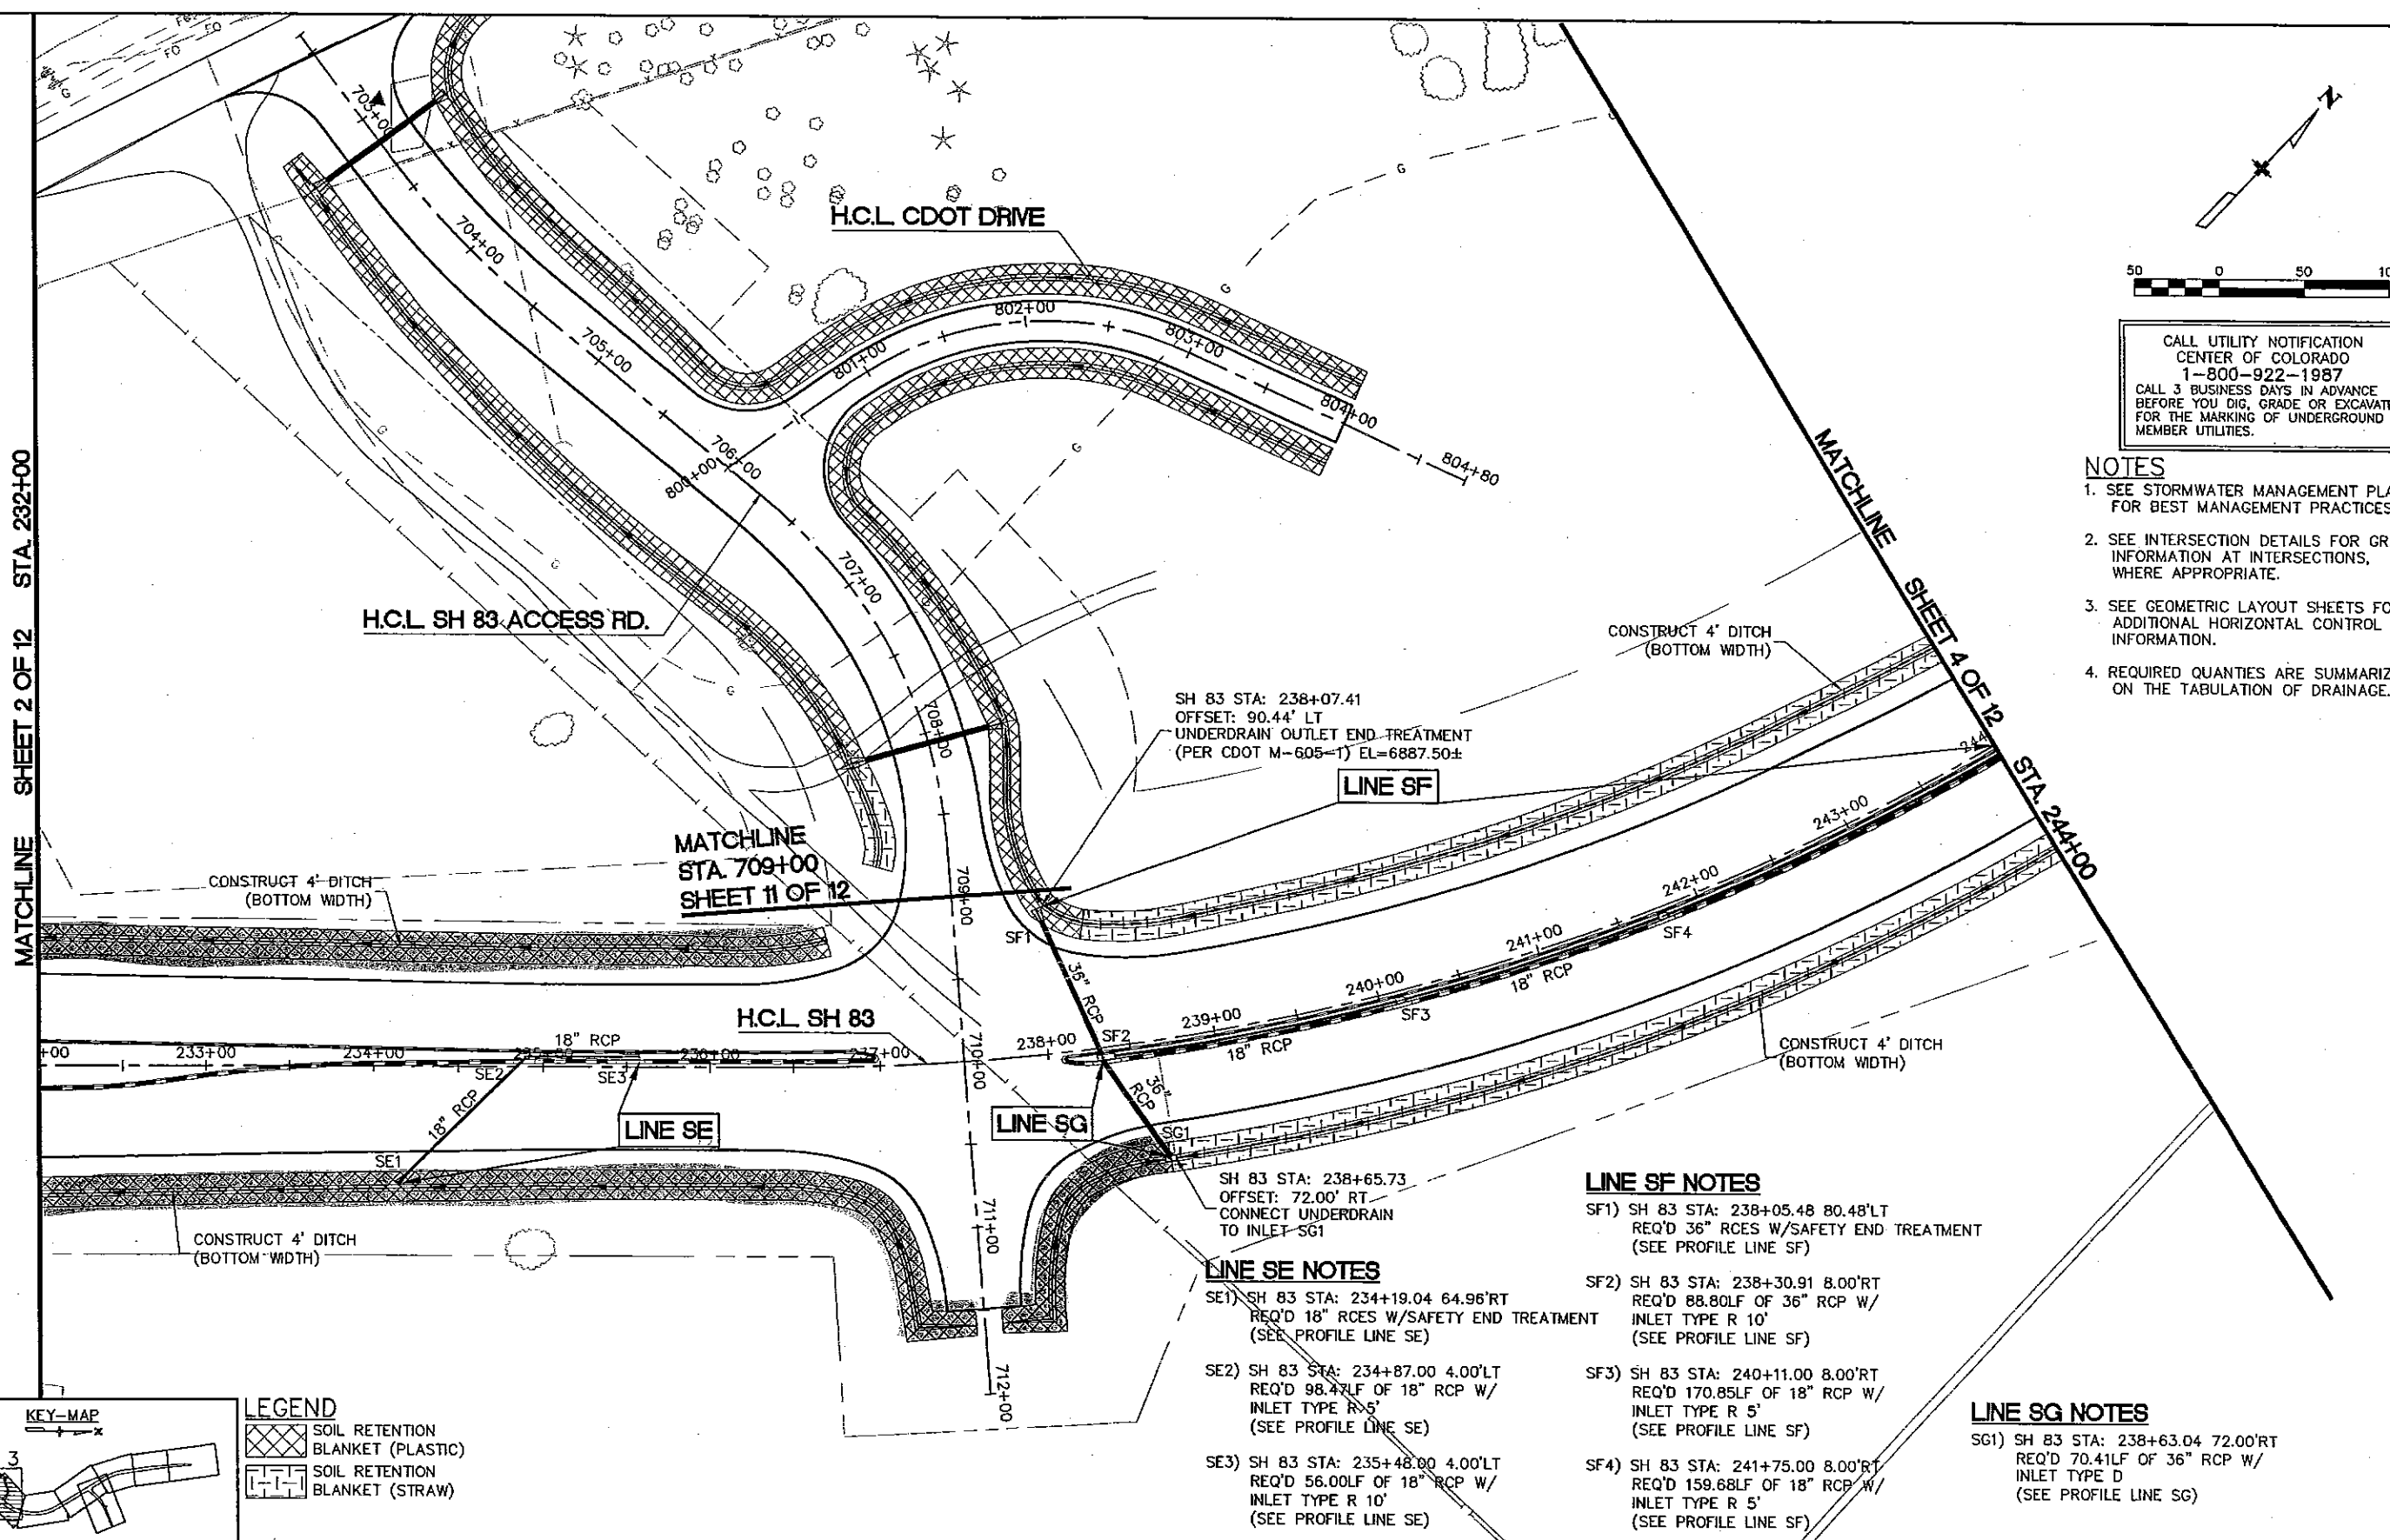 MATCHLINE SHEET 2 OF 12 STA. 232+00
FO
FO
G
703+00
704+00
705+00
706+00
707+00
708+00
709+00
710+00
711+00
712+00
H.C.L. CDOT DRIVE
800+00
801+00
802+00
803+00
804+00
804+80
G
G
G
G
G
G
N
50 0 50
CALL UTILITY NOTIFICATION
CENTER OF COLORADO
1-800-922-1987
CALL 3 BUSINESS DAYS IN ADVANCE
BEFORE YOU DIG, GRADE OR EXCAVATE
FOR THE MARKING OF UNDERGROUND
MEMBER UTILITIES.
NOTES
1. SEE STORMWATER MANAGEMENT PLA
FOR BEST MANAGEMENT PRACTICES
2. SEE INTERSECTION DETAILS FOR GR
INFORMATION AT INTERSECTIONS,
WHERE APPROPRIATE.
3. SEE GEOMETRIC LAYOUT SHEETS FO
ADDITIONAL HORIZONTAL CONTROL
INFORMATION.
4. REQUIRED QUANTIES ARE SUMMARIZ
ON THE TABULATION OF DRAINAGE.
MATCHLINE SHEET 4 OF 12 STA. 244+00
H.C.L. SH 83 ACCESS RD.
CONSTRUCT 4' DITCH
(BOTTOM WIDTH)
SH 83 STA: 238+07.41
OFFSET: 90.44' LT
UNDERDRAIN OUTLET END TREATMENT
(PER CDOT M-605-1) EL=6887.50±
LINE SF
MATCHLINE
STA. 709+00
SHEET 11 OF 12
CONSTRUCT 4' DITCH
(BOTTOM WIDTH)
SF1
36" RCP
H.C.L. SH 83
18" RCP
+00
233+00
234+00
235+00
236+00
237+00
238+00
239+00
240+00
241+00
242+00
243+00
244
SE2
SE3
SF2
SF3
SF4
18" RCP
18" RCP
18" RCP
36" RCP
LINE SE
LINE SG
SE1
SG1
CONSTRUCT 4' DITCH
(BOTTOM WIDTH)
CONSTRUCT 4' DITCH
(BOTTOM WIDTH)
SH 83 STA: 238+65.73
OFFSET: 72.00' RT
CONNECT UNDERDRAIN
TO INLET SG1
LINE SE NOTES
SE1) SH 83 STA: 234+19.04 64.96'RT
REQ'D 18" RCES W/SAFETY END TREATMENT
(SEE PROFILE LINE SE)
SE2) SH 83 STA: 234+87.00 4.00'LT
REQ'D 98.47LF OF 18" RCP W/
INLET TYPE R 5'
(SEE PROFILE LINE SE)
SE3) SH 83 STA: 235+48.00 4.00'LT
REQ'D 56.00LF OF 18" RCP W/
INLET TYPE R 10'
(SEE PROFILE LINE SE)
LINE SF NOTES
SF1) SH 83 STA: 238+05.48 80.48'LT
REQ'D 36" RCES W/SAFETY END TREATMENT
(SEE PROFILE LINE SF)
SF2) SH 83 STA: 238+30.91 8.00'RT
REQ'D 88.80LF OF 36" RCP W/
INLET TYPE R 10'
(SEE PROFILE LINE SF)
SF3) SH 83 STA: 240+11.00 8.00'RT
REQ'D 170.85LF OF 18" RCP W/
INLET TYPE R 5'
(SEE PROFILE LINE SF)
SF4) SH 83 STA: 241+75.00 8.00'RT
REQ'D 159.68LF OF 18" RCP W/
INLET TYPE R 5'
(SEE PROFILE LINE SF)
LINE SG NOTES
SG1) SH 83 STA: 238+63.04 72.00'RT
REQ'D 70.41LF OF 36" RCP W/
INLET TYPE D
(SEE PROFILE LINE SG)
KEY-MAP
3
LEGEND
SOIL RETENTION
BLANKET (PLASTIC)
SOIL RETENTION
BLANKET (STRAW)